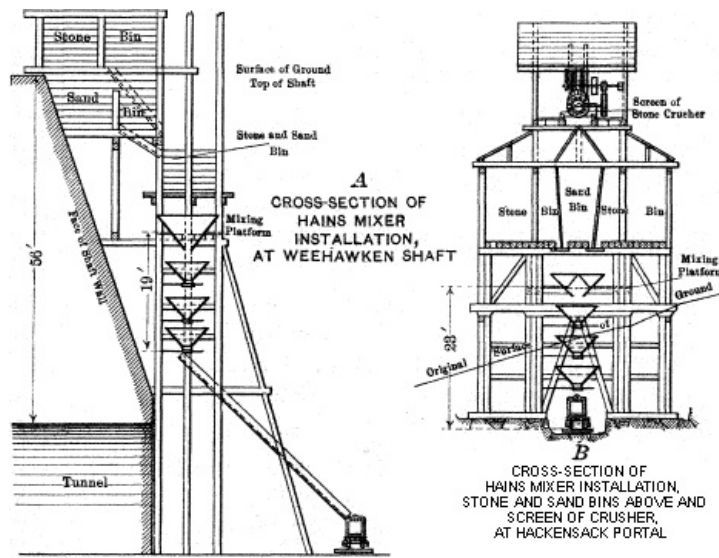 Stone Bin
Sand
Bin
Surface of Ground
Top of Shaft
Stone and Sand
Bin
Mixing
Platform
Face of Shaft Wall
56'
19'
Tunnel
A
CROSS-SECTION OF
HAINS MIXER
INSTALLATION,
AT WEEHAWKEN SHAFT
Screen of
Stone Crucher
Sand
Bin
Stone Bin Stone Bin
Mixing
Platform
Original Surface of Ground
23'
B
CROSS-SECTION OF
HAINS MIXER INSTALLATION,
STONE AND SAND BINS ABOVE AND
SCREEN OF CRUSHER,
AT HACKENSACK PORTAL